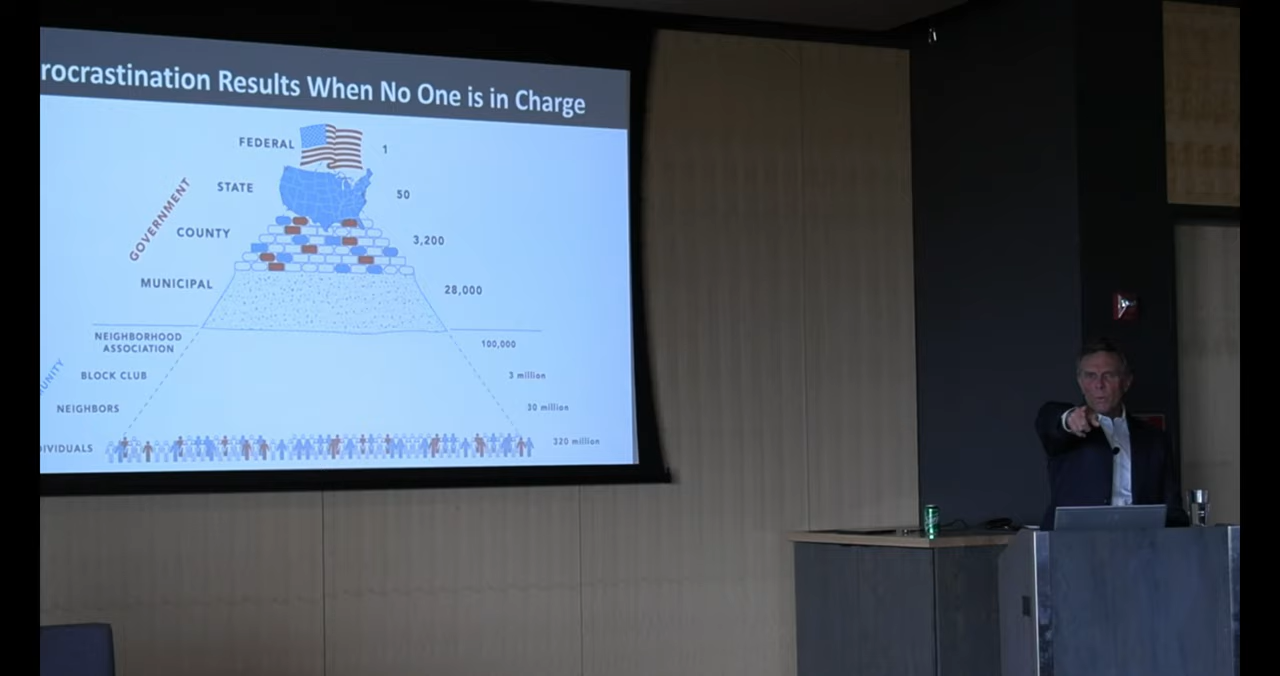 rocrastination Results When No One is in Charge
FEDERAL 1
STATE 50
GOVERNMENT
COUNTY 3,200
MUNICIPAL 28,000
NEIGHBORHOOD
ASSOCIATION 100,000
UNITY
BLOCK CLUB 3 million
NEIGHBORS 30 million
IVIDUALS 320 million